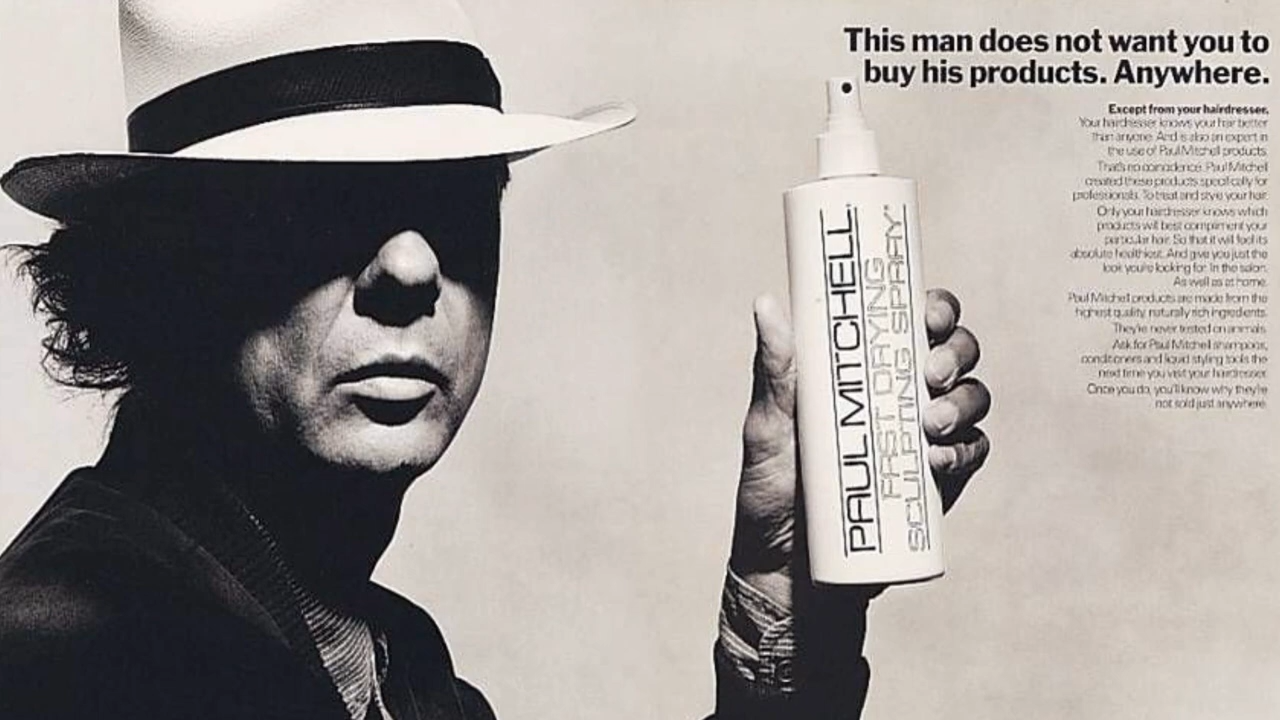 This man does not want you to
buy his products. Anywhere.
Except from your hairdresser.
Your hairdresser knows your hair better
than anyone. And is also an expert in
the use of Paul Mitchell products.
That's no coincidence. Paul Mitchell
created these products specifically for
professionals. To treat and style your hair.
Only your hairdresser knows which
products will best compliment your
particular hair. So that it will feel its
absolute healthiest. And give you just the
look you're looking for. In the salon.
As well as at home.
Paul Mitchell products are made from the
highest quality, naturally rich ingredients.
They're never tested on animals.
Ask for Paul Mitchell shampoos,
conditioners and liquid styling tools the
next time you visit your hairdresser.
Once you do, you'll know why they're
not sold just anywhere.
PAUL MITCHELL
FAST DRYING
SCULPTING SPRAY